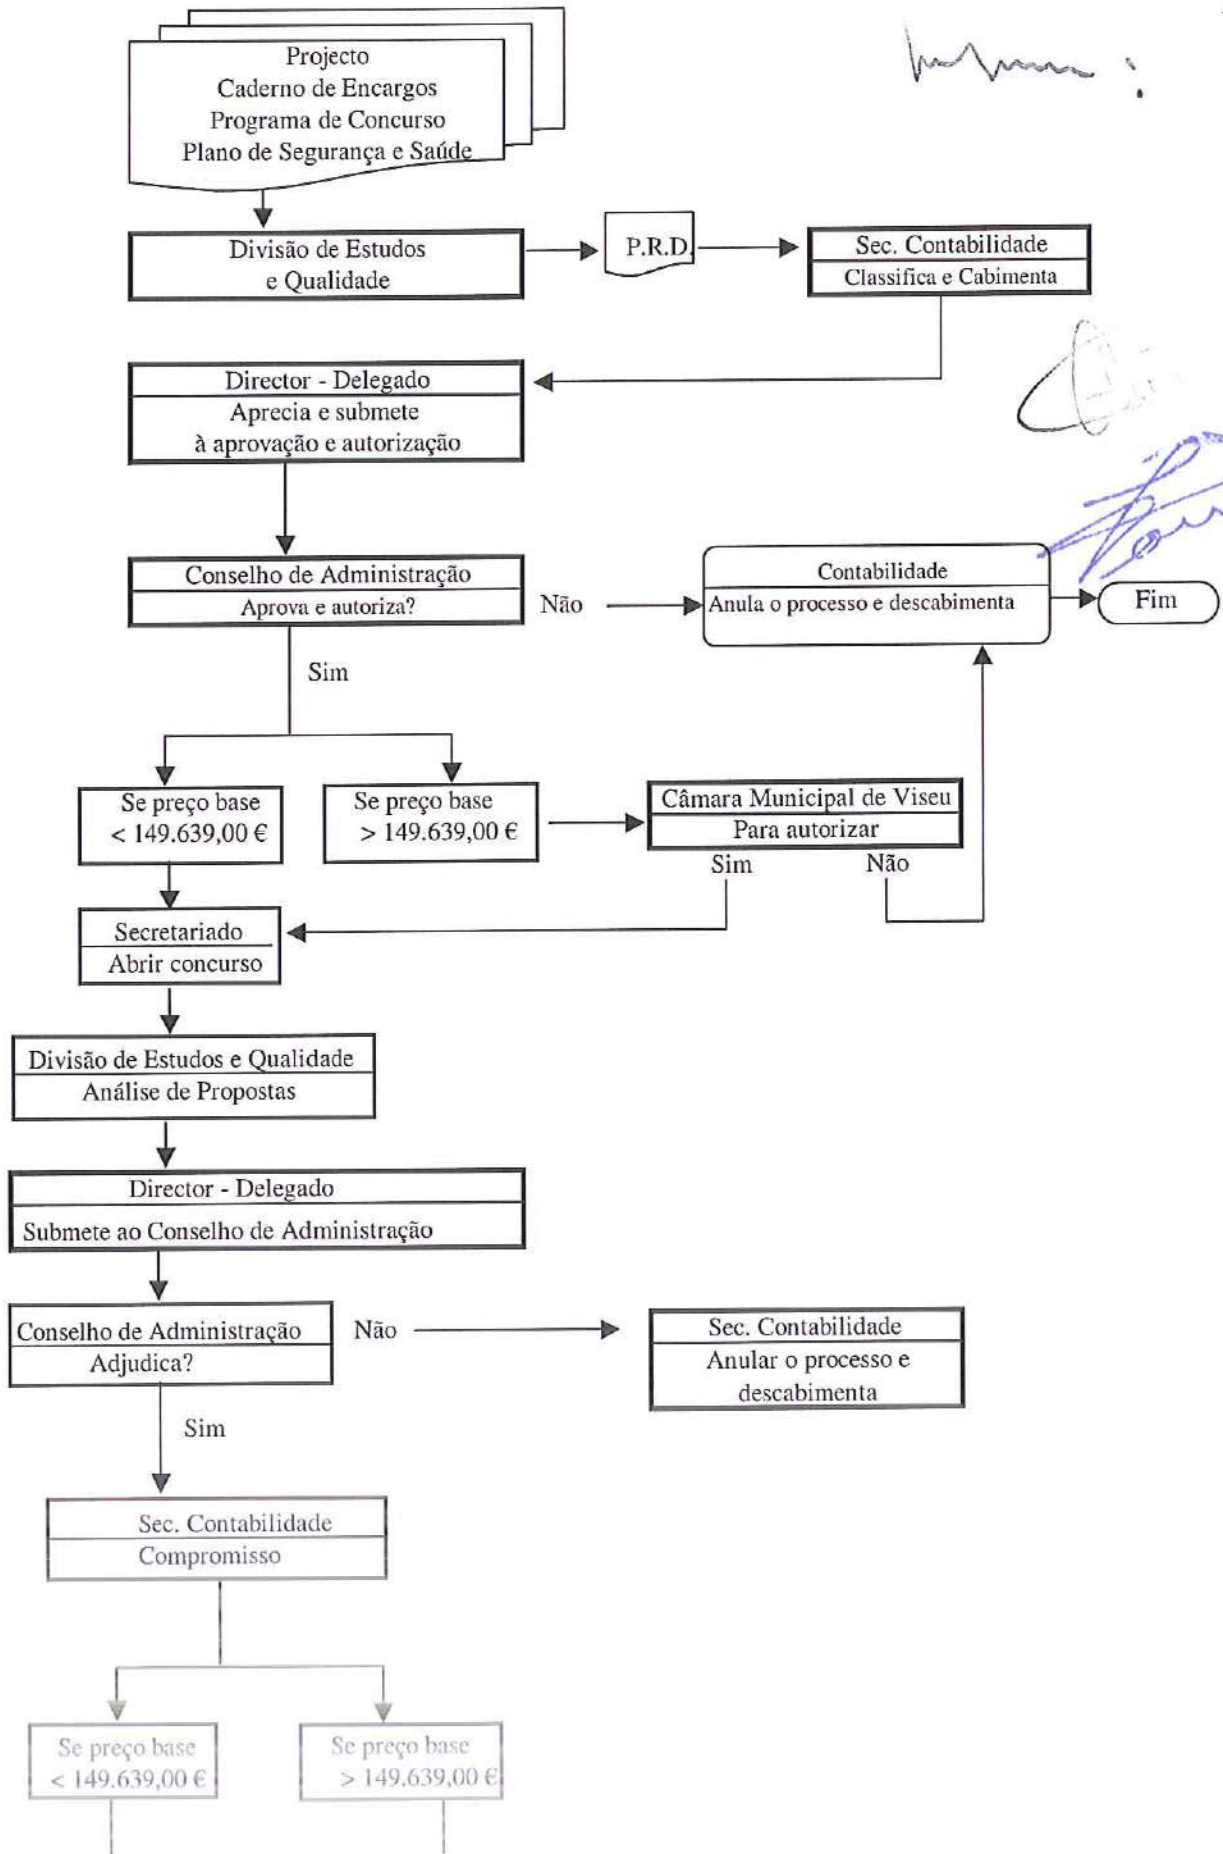 Projecto
Caderno de Encargos
Programa de Concurso
Plano de Segurança e Saúde
Divisão de Estudos
e Qualidade
P.R.D.
Sec. Contabilidade
Classifica e Cabimenta
Director - Delegado
Aprecia e submete
à aprovação e autorização
Conselho de Administração
Aprova e autoriza?
Não
Contabilidade
Anula o processo e descabimenta
Fim
Sim
Se preço base
< 149.639,00 €
Se preço base
> 149.639,00 €
Câmara Municipal de Viseu
Para autorizar
Sim
Não
Secretariado
Abrir concurso
Divisão de Estudos e Qualidade
Análise de Propostas
Director - Delegado
Submete ao Conselho de Administração
Conselho de Administração
Adjudica?
Não
Sec. Contabilidade
Anular o processo e
descabimenta
Sim
Sec. Contabilidade
Compromisso
Se preço base
< 149.639,00 €
Se preço base
> 149.639,00 €